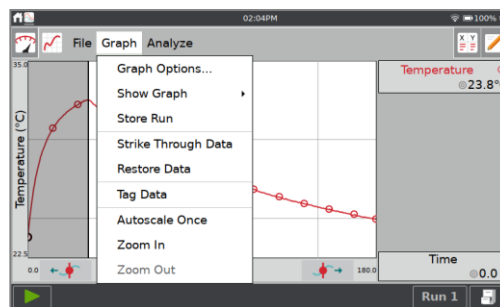 02:04PM 100%
X Y
File Graph Analyze
35.0
Temperature (°C)
22.5
0.0
180.0
Graph Options...
Show Graph
Store Run
Strike Through Data
Restore Data
Tag Data
Autoscale Once
Zoom In
Zoom Out
Temperature
23.8°
Time
0.0
Run 1